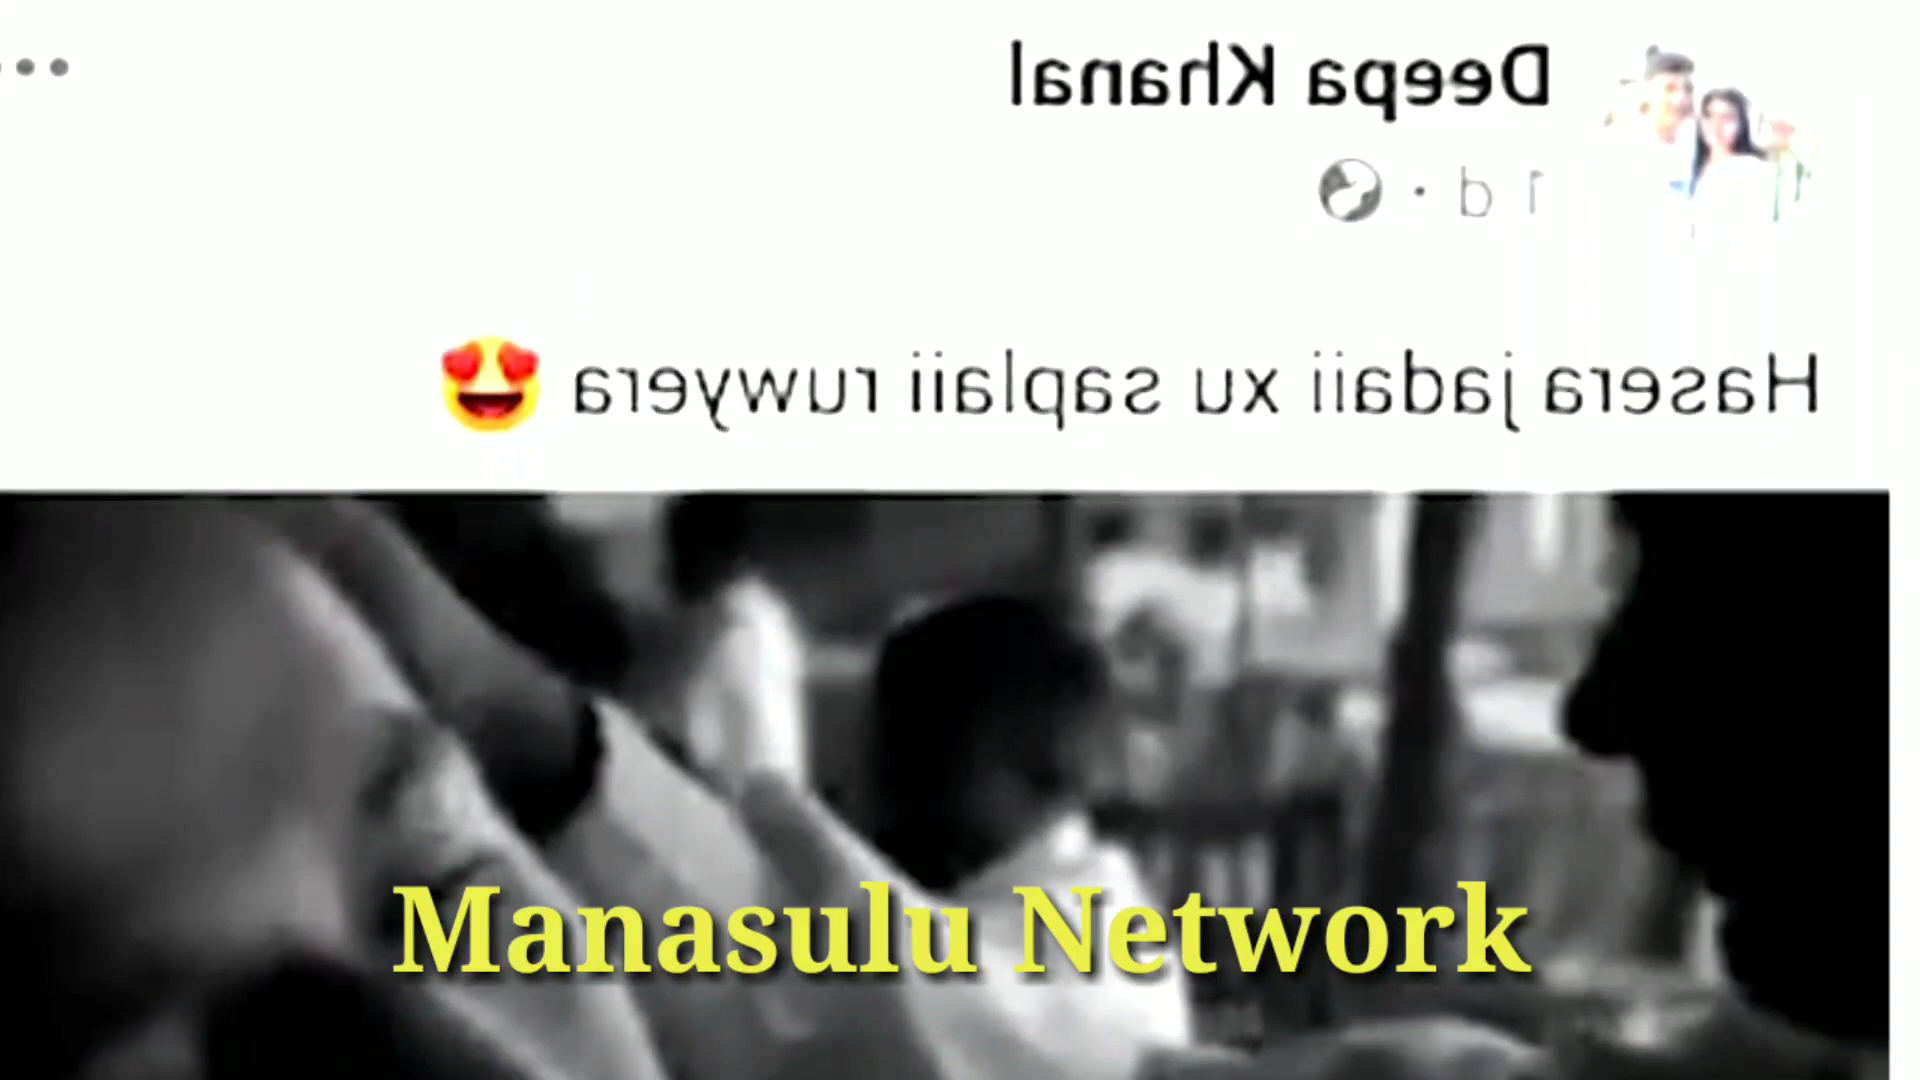 Deepa Khanal
1 d ·
Hasera jadaii xu saplaii ruwyera 😍
Manasulu Network